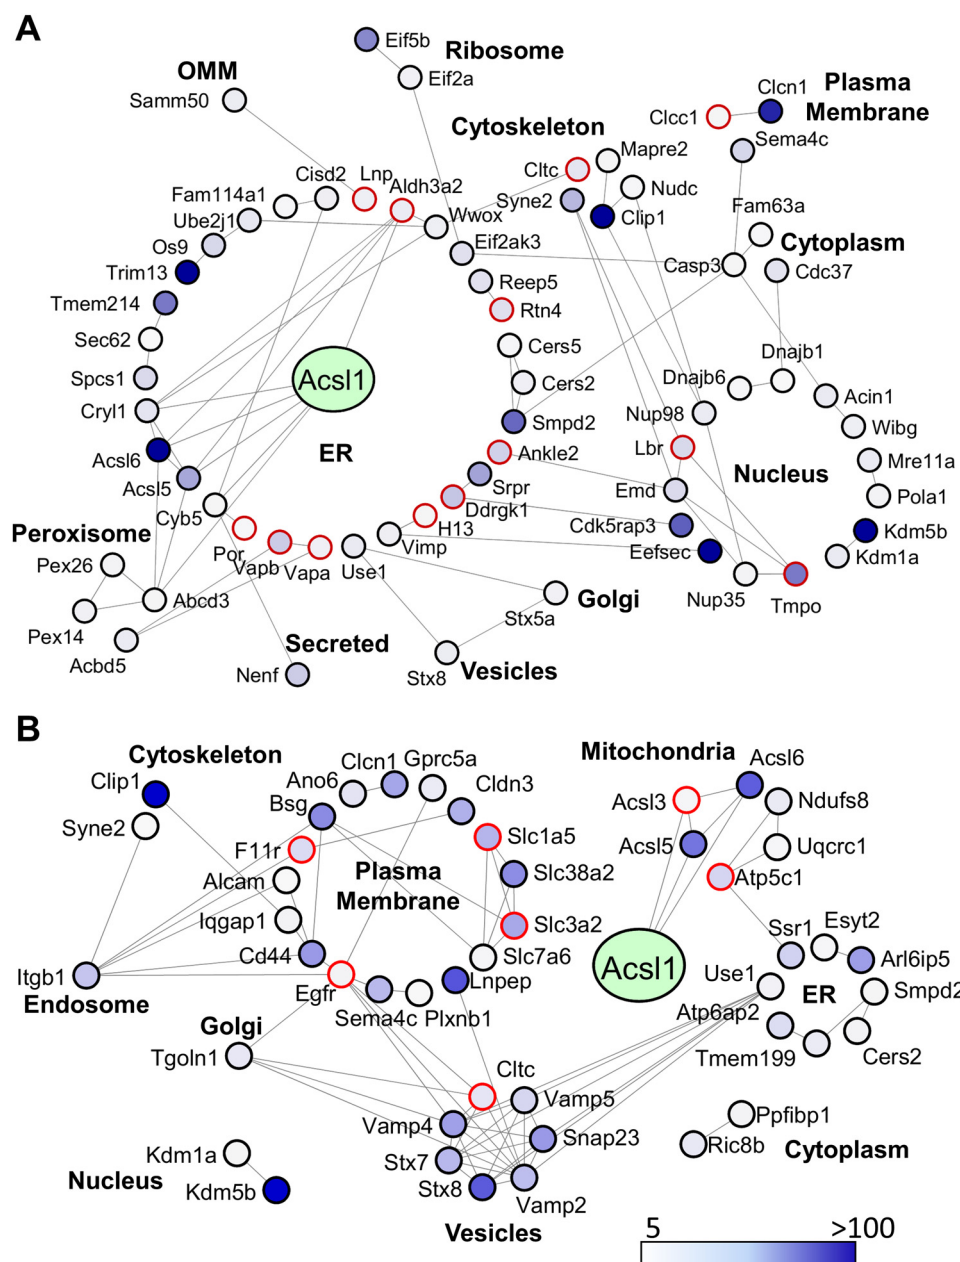 A
Eif5b
Ribosome
OMM
Eif2a
Plasma
Membrane
Clcn1
Samm50
Clcc1
Cytoskeleton
Sema4c
Mapre2
Cltc
Cisd2
Lnp
Aldh3a2
Nudc
Fam114a1
Syne2
Wwox
Clip1
Fam63a
Ube2j1
Eif2ak3
Cytoplasm
Os9
Casp3
Cdc37
Trim13
Reep5
Tmem214
Rtn4
Sec62
Cers5
Dnajb1
Spcs1
Acsl1
Cers2
Dnajb6
Acin1
Cryl1
Smpd2
Nup98
Wibg
Acsl6
ER
Ankle2
Lbr
Nucleus
Mre11a
Acsl5
Srpr
Emd
Pola1
Cyb5
Ddrgk1
Cdk5rap3
Kdm5b
Peroxisome
H13
Eefsec
Kdm1a
Por
Vapb
Vapa
Use1
Vimp
Pex26
Abcd3
Nup35
Tmpo
Golgi
Stx5a
Pex14
Acbd5
Secreted
Nenf
Stx8
Vesicles
B
Cytoskeleton
Mitochondria
Clip1
Ano6
Clcn1
Gprc5a
Acsl6
Bsg
Cldn3
Acsl3
Ndufs8
Syne2
F11r
Slc1a5
Acsl5
Uqcrc1
Alcam
Plasma
Membrane
Slc38a2
Atp5c1
Iqgap1
Slc3a2
Ssr1
Esyt2
Cd44
Slc7a6
Acsl1
Arl6ip5
Itgb1
Endosome
Egfr
Lnpep
Use1
ER
Smpd2
Sema4c
Plxnb1
Atp6ap2
Golgi
Tmem199
Cers2
Tgoln1
Cltc
Vamp5
Ppfibp1
Vamp4
Snap23
Ric8b
Cytoplasm
Kdm1a
Stx7
Nucleus
Kdm5b
Stx8
Vamp2
Vesicles
5
>100